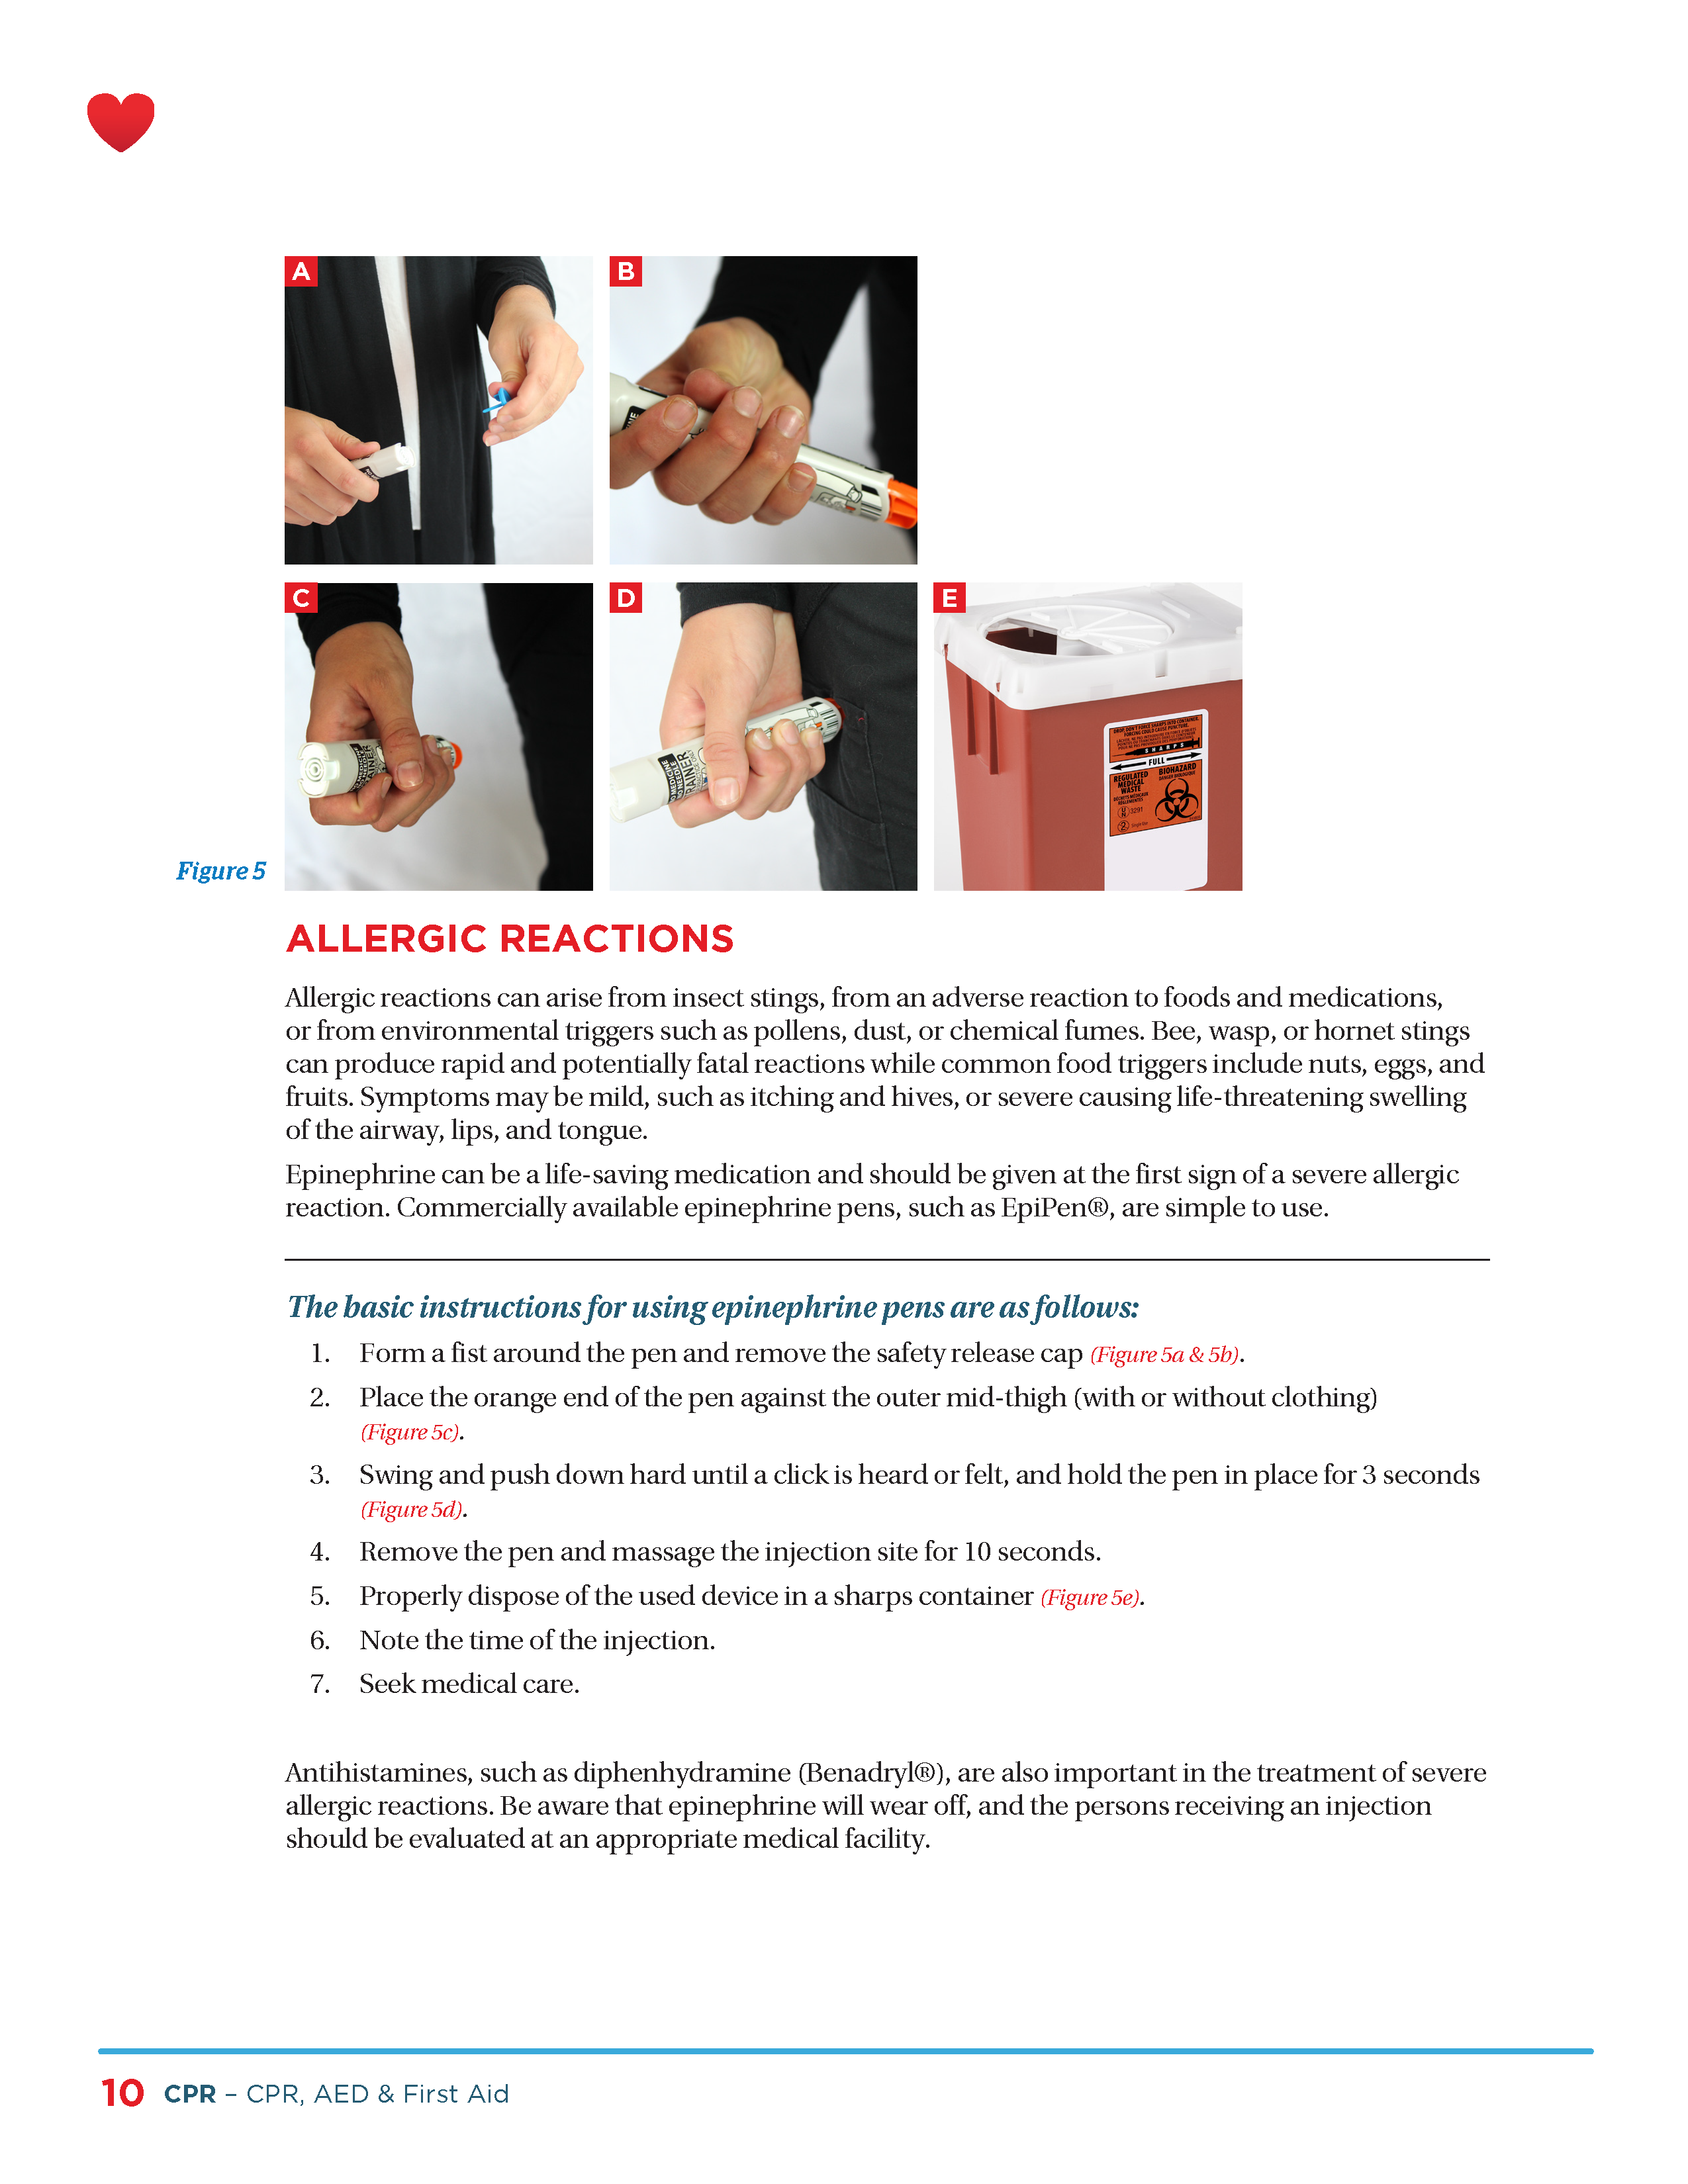 A
B
C
D
E
TRAINER
SHARPS
FULL
REGULATED
MEDICAL
WASTE
BIOHAZARD
3291
Figure 5
ALLERGIC REACTIONS
Allergic reactions can arise from insect stings, from an adverse reaction to foods and medications,
or from environmental triggers such as pollens, dust, or chemical fumes. Bee, wasp, or hornet stings
can produce rapid and potentially fatal reactions while common food triggers include nuts, eggs, and
fruits. Symptoms may be mild, such as itching and hives, or severe causing life-threatening swelling
of the airway, lips, and tongue.
Epinephrine can be a life-saving medication and should be given at the first sign of a severe allergic
reaction. Commercially available epinephrine pens, such as EpiPen®, are simple to use.
The basic instructions for using epinephrine pens are as follows:
1. Form a fist around the pen and remove the safety release cap (Figure 5a & 5b).
2. Place the orange end of the pen against the outer mid-thigh (with or without clothing)
(Figure 5c).
3. Swing and push down hard until a click is heard or felt, and hold the pen in place for 3 seconds
(Figure 5d).
4. Remove the pen and massage the injection site for 10 seconds.
5. Properly dispose of the used device in a sharps container (Figure 5e).
6. Note the time of the injection.
7. Seek medical care.
Antihistamines, such as diphenhydramine (Benadryl®), are also important in the treatment of severe
allergic reactions. Be aware that epinephrine will wear off, and the persons receiving an injection
should be evaluated at an appropriate medical facility.
10 CPR – CPR, AED & First Aid